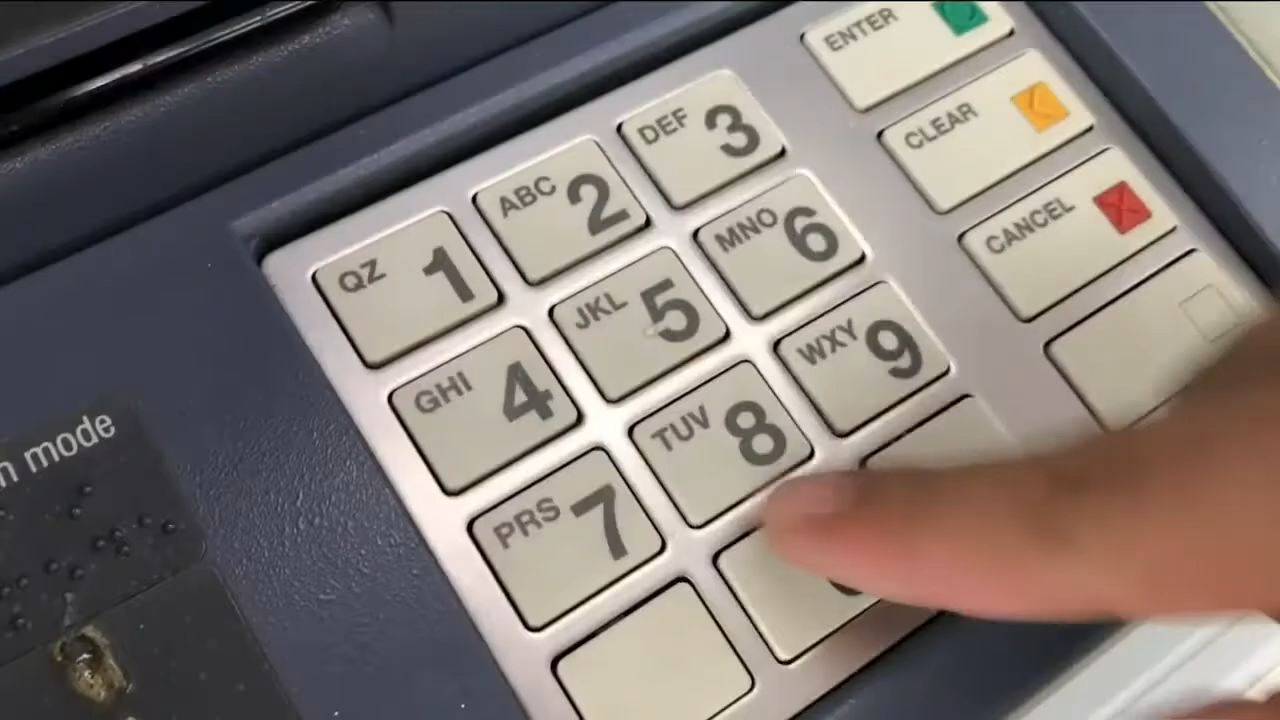 QZ 1
ABC 2
DEF 3
ENTER
GHI 4
JKL 5
MNO 6
CLEAR
PRS 7
TUV 8
WXY 9
CANCEL
mode